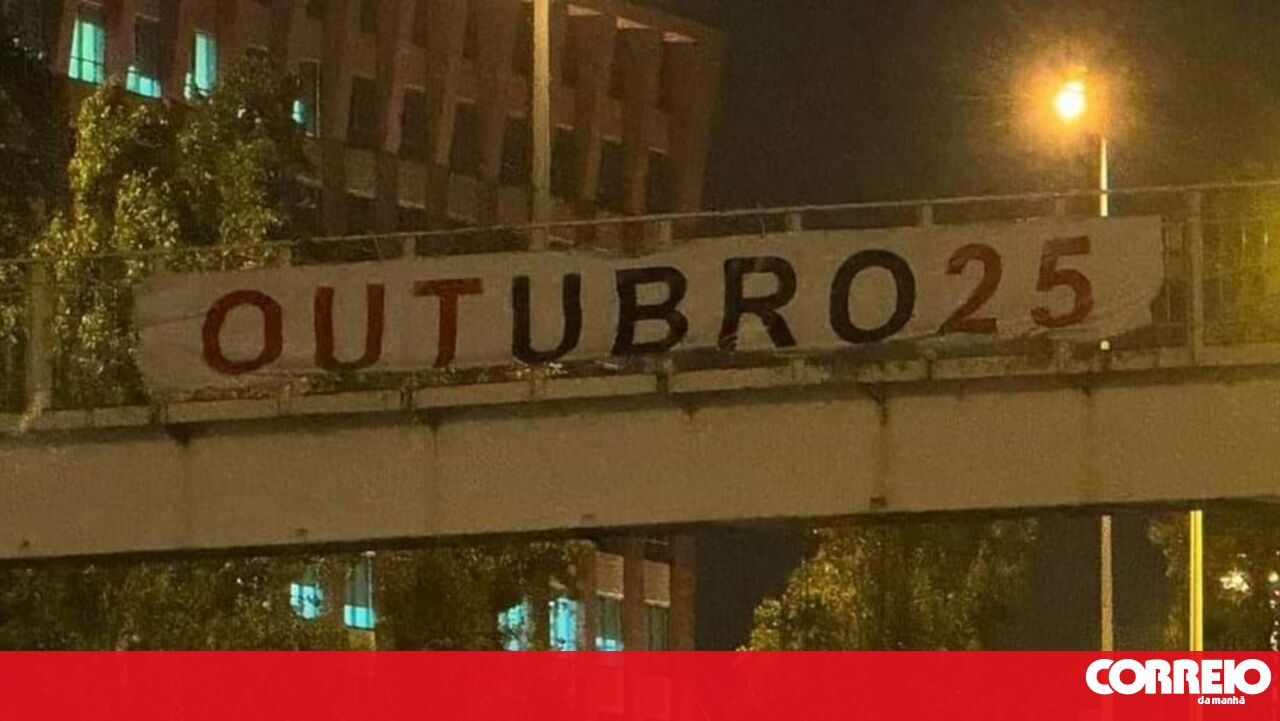 OUTUBRO25
CORREIO
da manhã